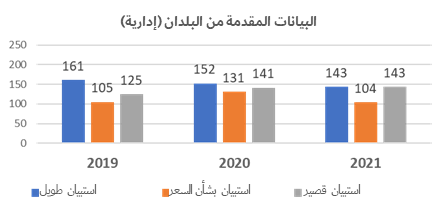 البيانات المقدمة من البلدان (إدارية)
250
200
150
100
50
0
161 105 125
152 131 141
143 104 143
2019 2020 2021
استبيان طويل استبيان بشأن السعر استبيان قصير